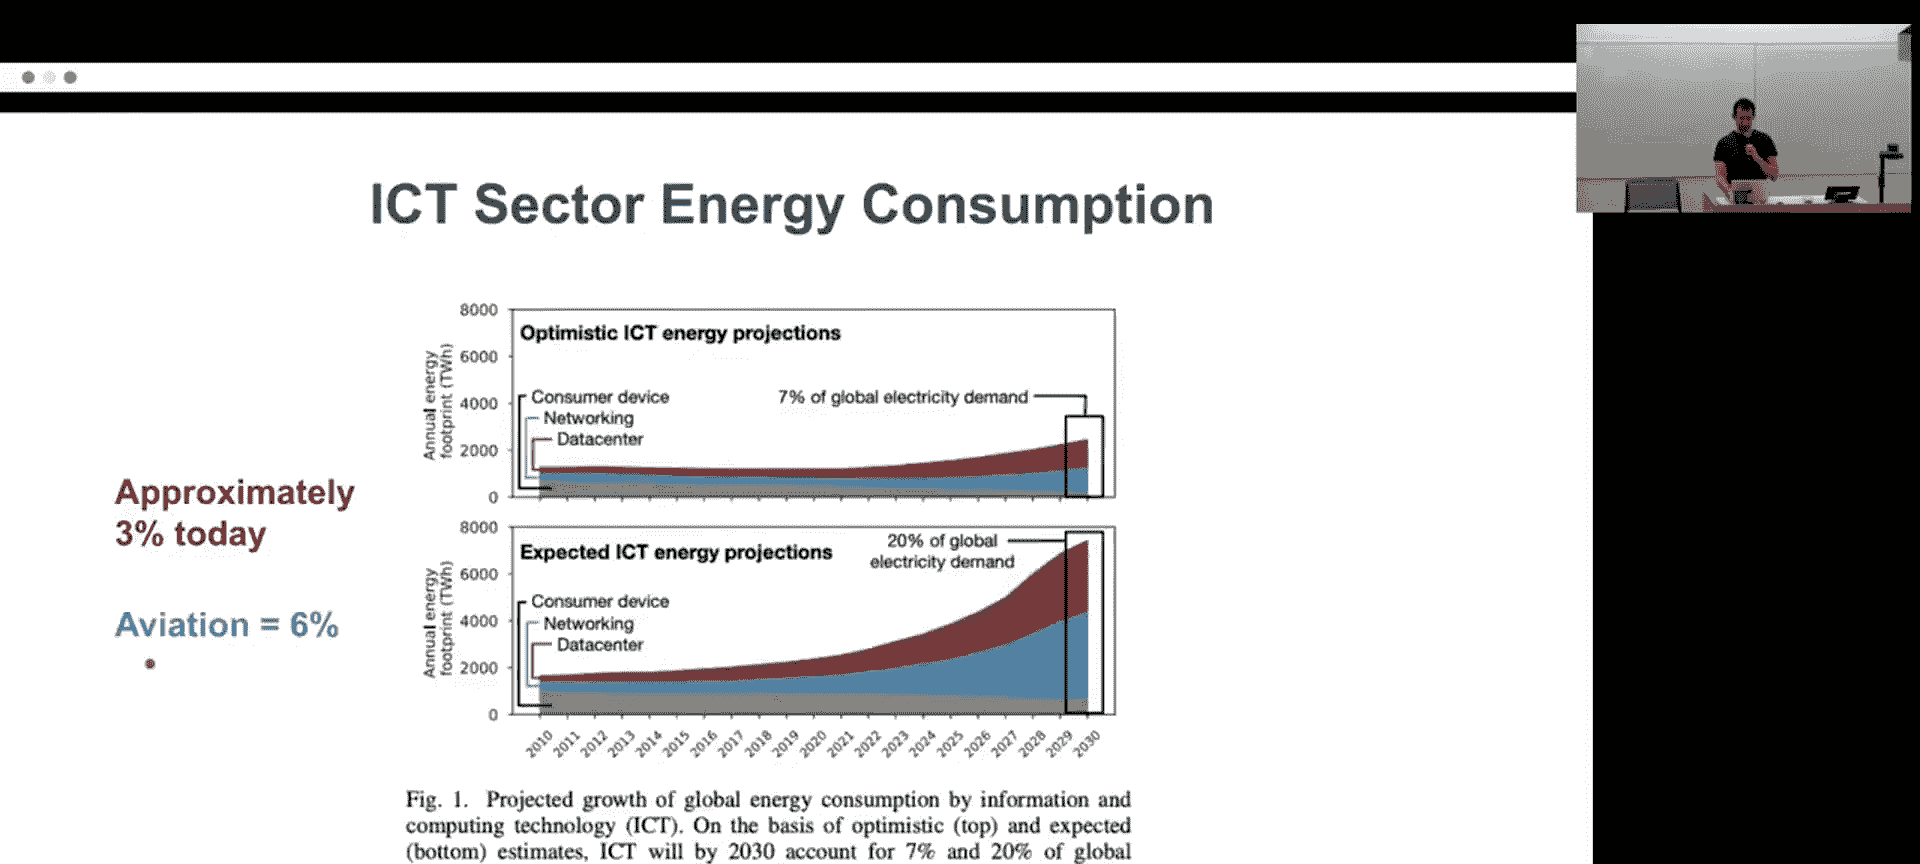 ICT Sector Energy Consumption
Approximately
3% today
Aviation = 6%
8000
6000
4000
2000
0
Annual energy
footprint (TWh)
Optimistic ICT energy projections
Consumer device
Networking
Datacenter
7% of global electricity demand
8000
6000
4000
2000
0
Annual energy
footprint (TWh)
Expected ICT energy projections
Consumer device
Networking
Datacenter
20% of global
electricity demand
2010 2011 2012 2013 2014 2015 2016 2017 2018 2019 2020 2021 2022 2023 2024 2025 2026 2027 2028 2029 2030
Fig. 1. Projected growth of global energy consumption by information and
computing technology (ICT). On the basis of optimistic (top) and expected
(bottom) estimates, ICT will by 2030 account for 7% and 20% of global